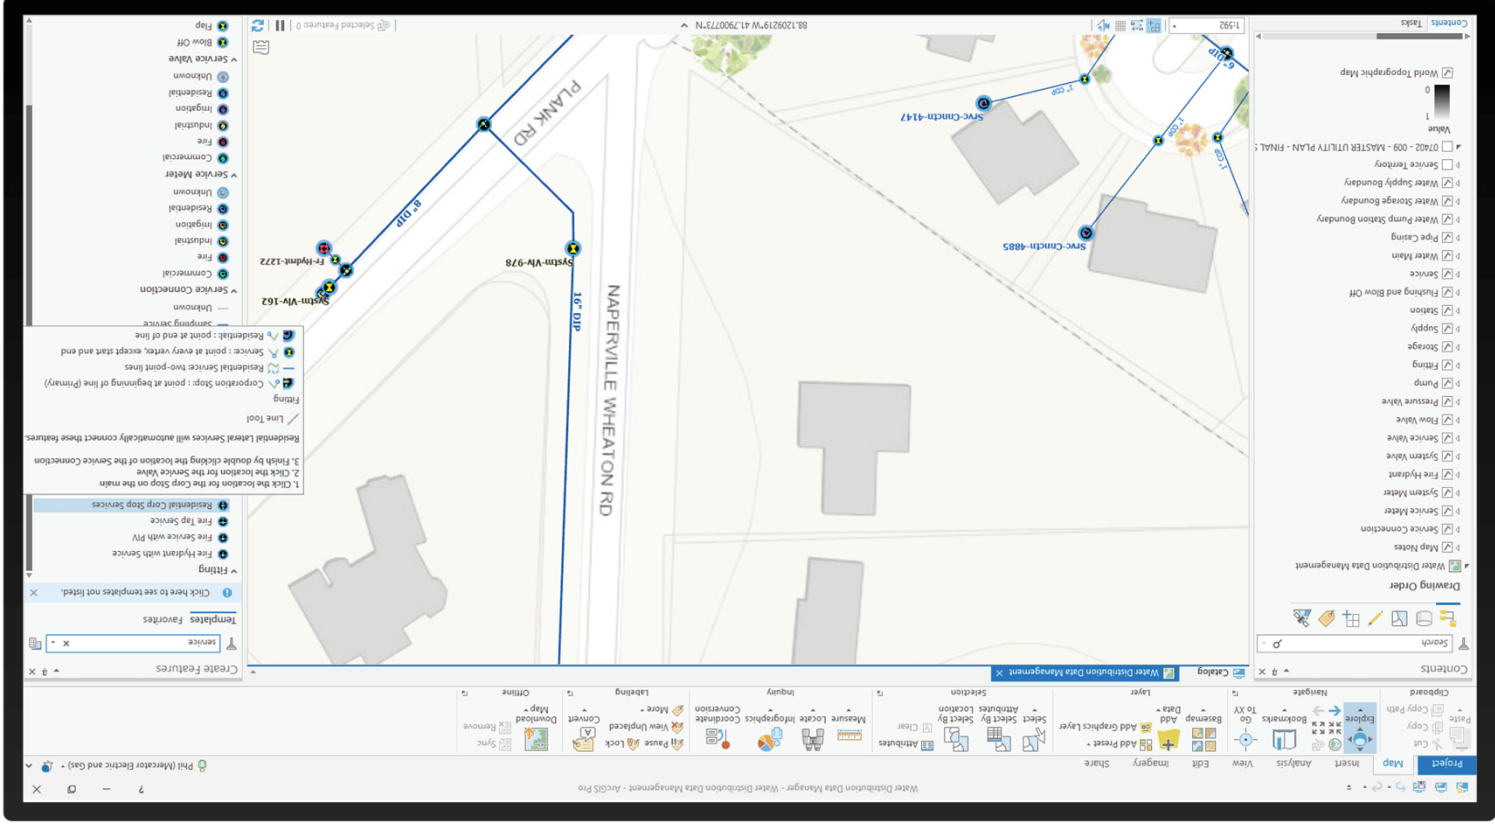 Water Distribution Data Manager - Water Distribution Data Management - ArcGIS Pro
?
Phil (Mercator Electric and Gas)
Project
Map
Insert
Analysis
View
Edit
Imagery
Share
Paste
Cut
Copy
Copy Path
Clipboard
Explore
Bookmarks
Go
To XY
Navigate
Basemap
Add
Data
Add Preset
Add Graphics Layer
Layer
Select
Select By
Attributes
Select By
Location
Attributes
Clear
Selection
Measure
Locate
Infographics
Coordinate
Conversion
Inquiry
Pause
Lock
View Unplaced
More
Convert
Labeling
Download
Map
Sync
Remove
Offline
Contents
Search
Drawing Order
Water Distribution Data Management
Map Notes
Service Connection
Service Meter
System Meter
Fire Hydrant
System Valve
Service Valve
Flow Valve
Pressure Valve
Pump
Fitting
Storage
Supply
Station
Flushing and Blow Off
Service
Water Main
Pipe Casing
Water Pump Station Boundary
Water Storage Boundary
Water Supply Boundary
Service Territory
07402 - 009 - MASTER UTILITY PLAN - FINAL
Value
1
0
World Topographic Map
Contents
Tasks
Catalog
Water Distribution Data Management
NAPERVILLE WHEATON RD
16" DIP
Systm-Vlv-978
Systm-Vlv-162
Fr-Hydnt-1272
8" DIP
PLANK RD
Srvc-Cnnctn-4885
Srvc-Cnnctn-4147
1" COP
1" COP
1" COP
6" DIP
1:592
88.1209219°W 41.7900773°N
Selected Features: 0
Create Features
service
Templates
Favorites
Click here to see templates not listed.
Fitting
Fire Hydrant with Service
Fire Service with PIV
Fire Tap Service
Residential Corp Stop Services
1. Click the location for the Corp Stop on the main
2. Click the location for the Service Valve
3. Finish by double clicking the location of the Service Connection
Residential Lateral Services will automatically connect these features.
Line Tool
Fitting
Corporation Stop: : point at beginning of line (Primary)
Residential Service: two-point lines
Service: : point at every vertex, except start and end
Residential: : point at end of line
Sampling Service
Unknown
Service Connection
Commercial
Fire
Industrial
Irrigation
Residential
Unknown
Service Meter
Commercial
Fire
Industrial
Irrigation
Residential
Unknown
Service Valve
Blow Off
Flap